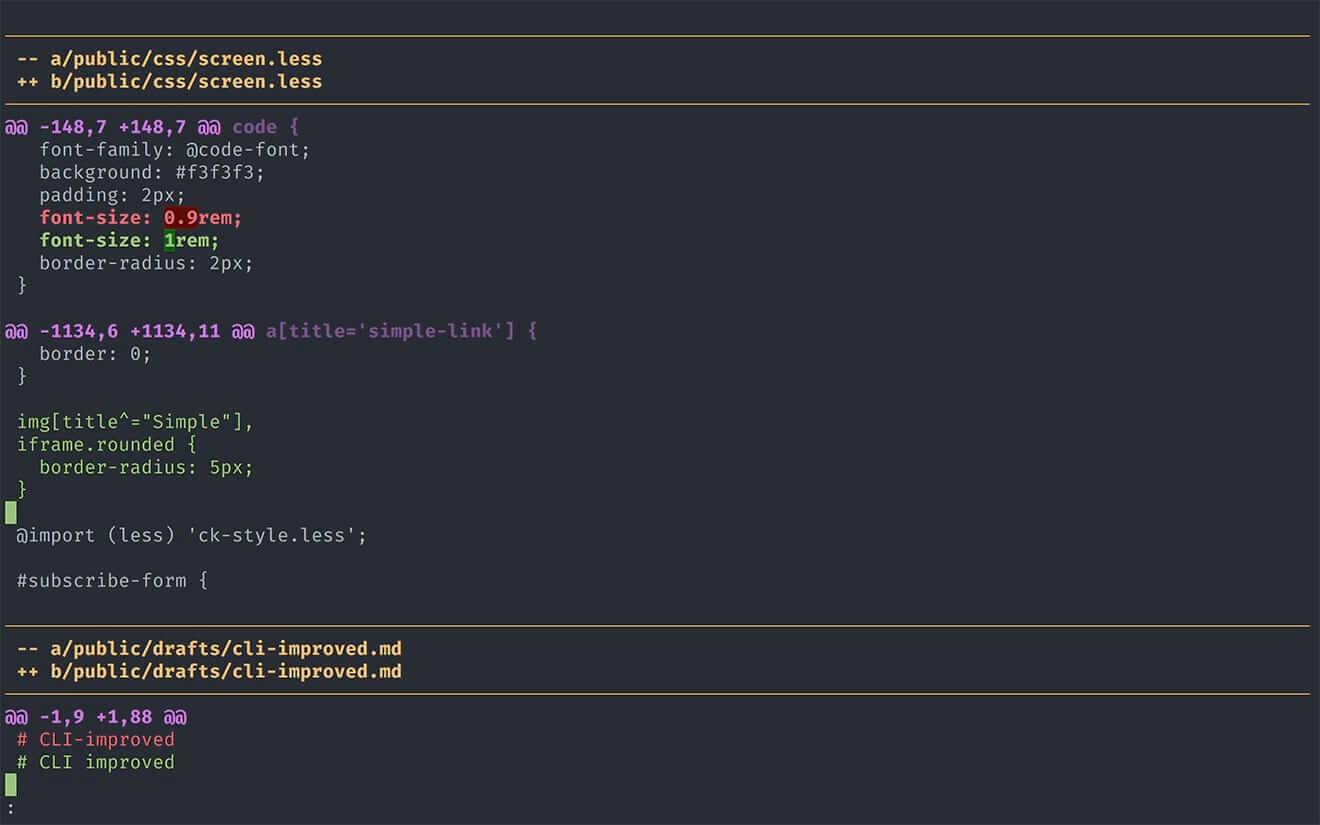 -- a/public/css/screen.less
++ b/public/css/screen.less
@@ -148,7 +148,7 @@ code {
font-family: @code-font;
background: #f3f3f3;
padding: 2px;
font-size: 0.9rem;
font-size: 1rem;
border-radius: 2px;
}
@@ -1134,6 +1134,11 @@ a[title='simple-link'] {
border: 0;
}
img[title^="Simple"],
iframe.rounded {
border-radius: 5px;
}
@import (less) 'ck-style.less';
#subscribe-form {
-- a/public/drafts/cli-improved.md
++ b/public/drafts/cli-improved.md
@@ -1,9 +1,88 @@
# CLI-improved
# CLI improved
: